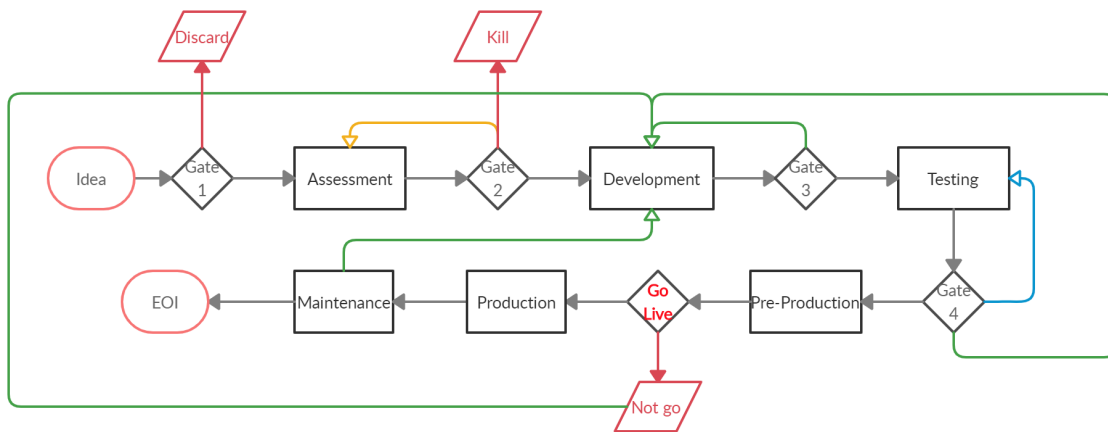 Discard
Kill
Idea
Gate
1
Assessment
Gate
2
Development
Gate
3
Testing
EOI
Maintenance
Production
Go
Live
Pre-Production
Gate
4
Not go